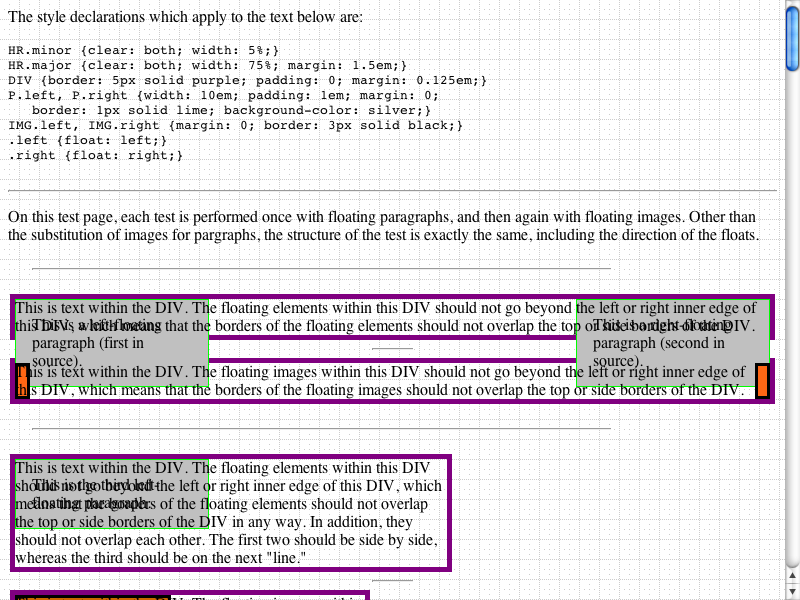 The style declarations which apply to the text below are:
HR.minor {clear: both; width: 5%;}
HR.major {clear: both; width: 75%; margin: 1.5em;}
DIV {border: 5px solid purple; padding: 0; margin: 0.125em;}
P.left, P.right {width: 10em; padding: 1em; margin: 0;
border: 1px solid lime; background-color: silver;}
IMG.left, IMG.right {margin: 0; border: 3px solid black;}
.left {float: left;}
.right {float: right;}
On this test page, each test is performed once with floating paragraphs, and then again with floating images. Other than
the substitution of images for pargrphs, the structure of the test is exactly the same, including the direction of the floats.
This is text within the DIV. The floating elements within this DIV should not go beyond the left or right inner edge of
this DIV, which means that the borders of the floating elements should not overlap the top or side borders of the DIV.
This is a left-floating
paragraph (first in
source).
This is a right-floating
paragraph (second in
source).
This is text within the DIV. The floating images within this DIV should not go beyond the left or right inner edge of
this DIV, which means that the borders of the floating images should not overlap the top or side borders of the DIV.
This is text within the DIV. The floating elements within this DIV
should not go beyond the left or right inner edge of this DIV, which
means that the borders of the floating elements should not overlap
the top or side borders of the DIV in any way. In addition, they
should not overlap each other. The first two should be side by side,
whereas the third should be on the next "line."
This is the third left-
floating paragraph.